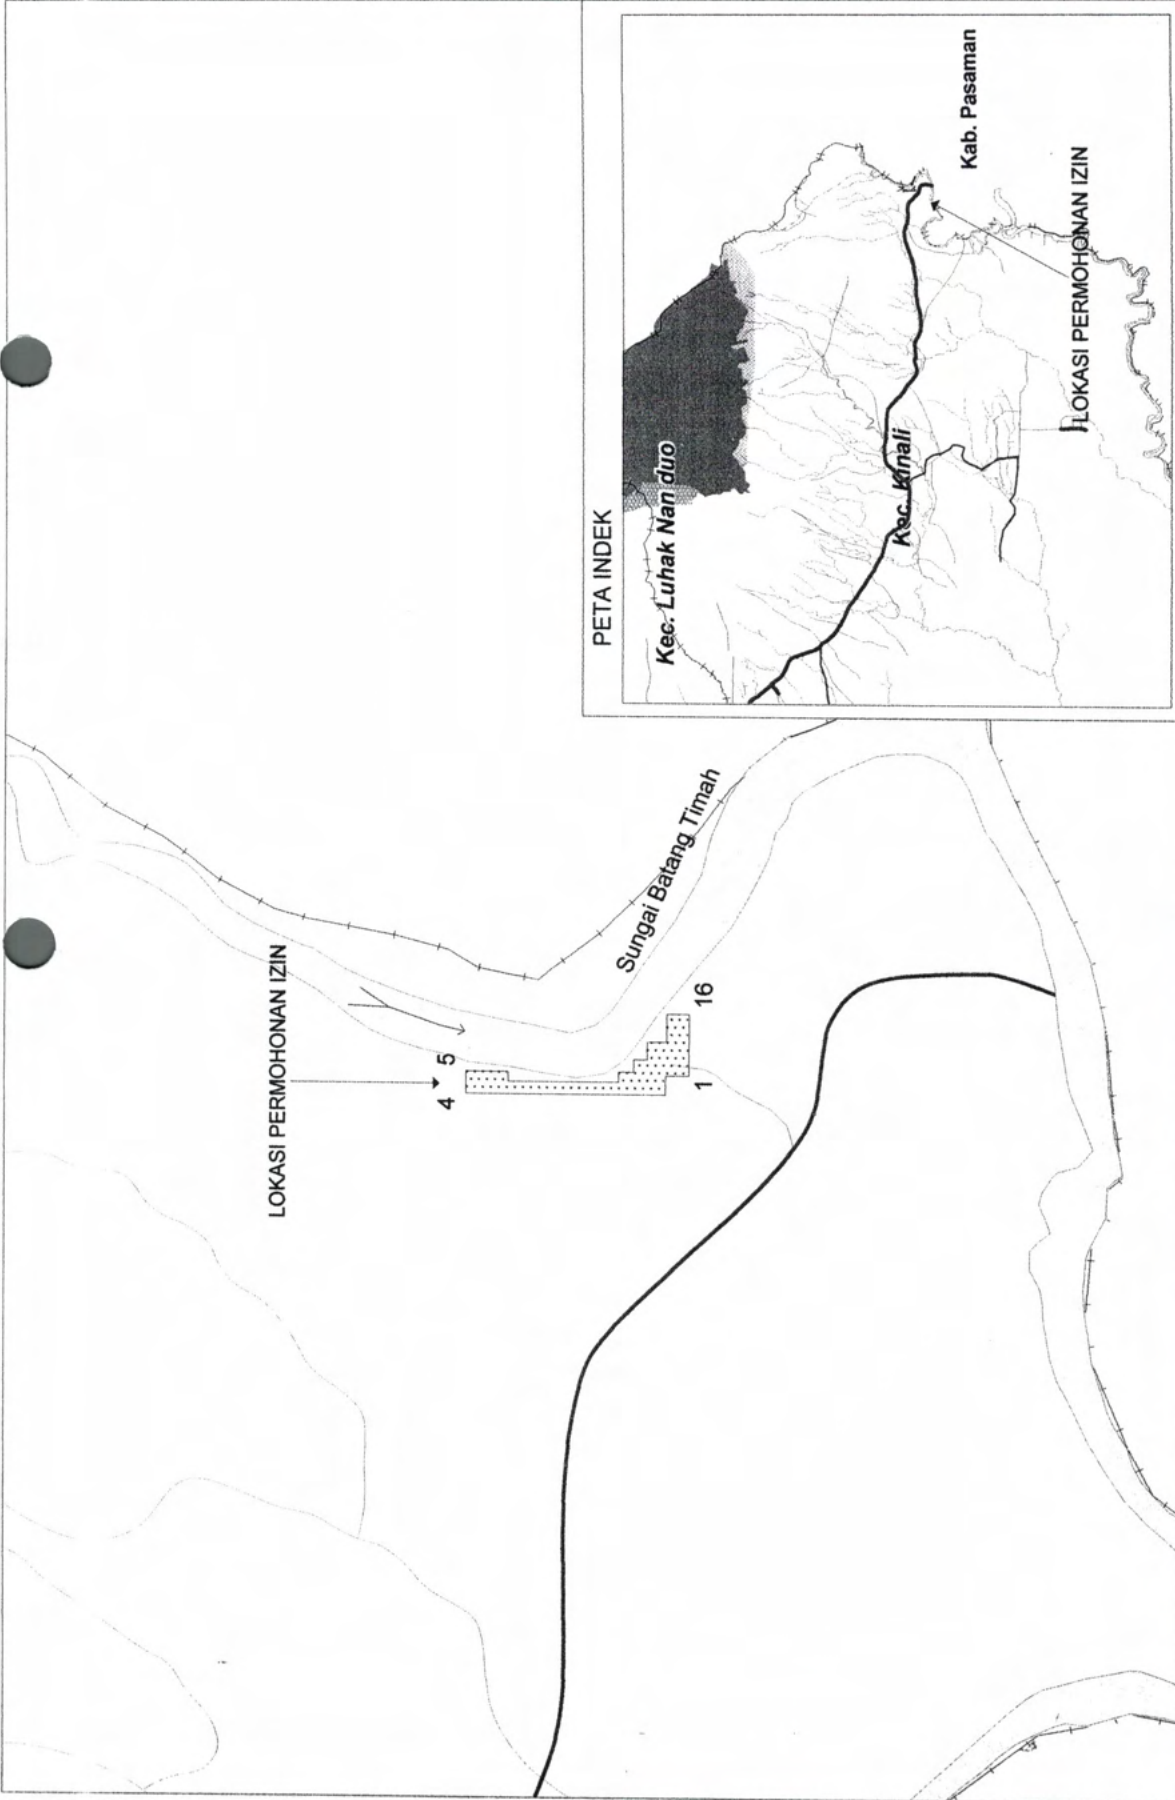 LOKASI PERMOHONAN IZIN
4
5
1
16
Sungai Batang Timah
PETA INDEK
Kec. Luhak Nan duo
Kec. Kinali
Kab. Pasaman
LOKASI PERMOHONAN IZIN